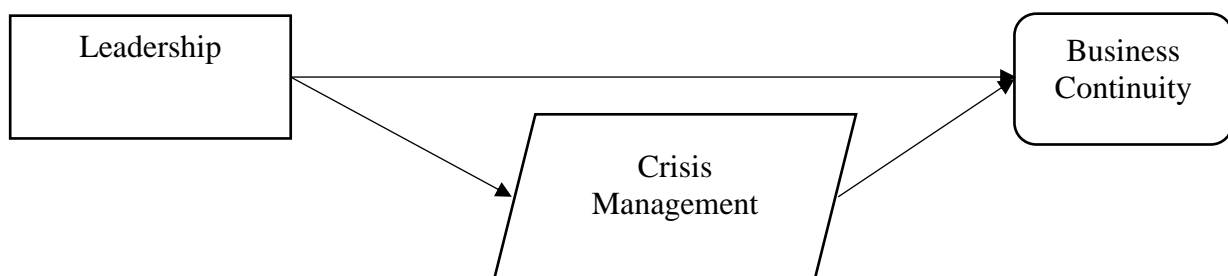 Leadership
Business
Continuity
Crisis
Management